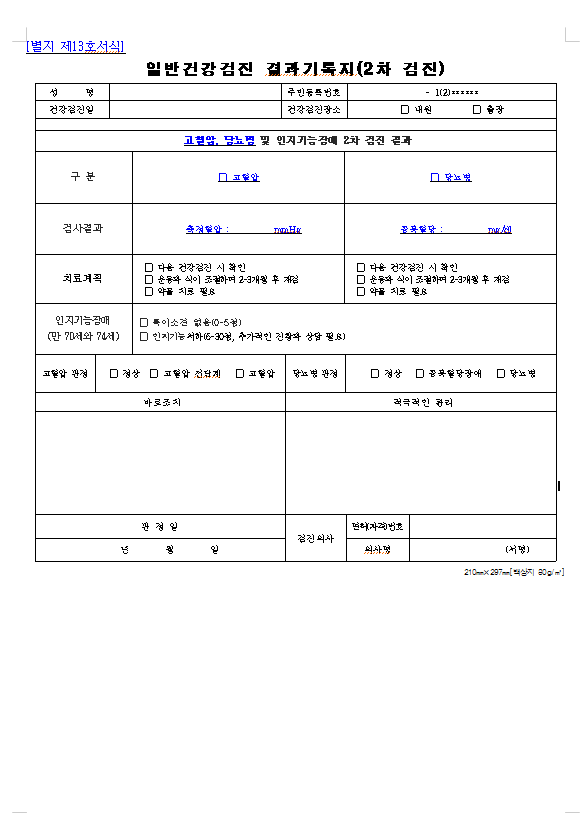 [별지 제13호서식]
일반건강검진 결과기록지(2차 검진)
성 명 주민등록번호 - 1(2)******
건강검진일 건강검진장소 □ 내원 □ 출장
고혈압, 당뇨병 및 인지기능장애 2차 검진 결과
구 분 □ 고혈압 □ 당뇨병
검사결과 측정혈압 : mmHg 공복혈당 : mg/dl
치료계획
□ 다음 건강검진 시 확인
□ 운동과 식이 조절하며 2-3개월 후 재검
□ 약물 치료 필요
□ 다음 건강검진 시 확인
□ 운동과 식이 조절하며 2-3개월 후 재검
□ 약물 치료 필요
인지기능장애
(만 70세와 74세)
□ 특이소견 없음(0-5점)
□ 인지기능저하(6-30점, 추가적인 진찰과 상담 필요)
고혈압 판정 □ 정상 □ 고혈압 전단계 □ 고혈압 당뇨병 판정 □ 정상 □ 공복혈당장애 □ 당뇨병
바로조치 적극적인 관리
판 정 일 검진의사 면허(자격)번호
년 월 일 의사명 (서명)
210㎜×297㎜[백상지 80g/㎡]